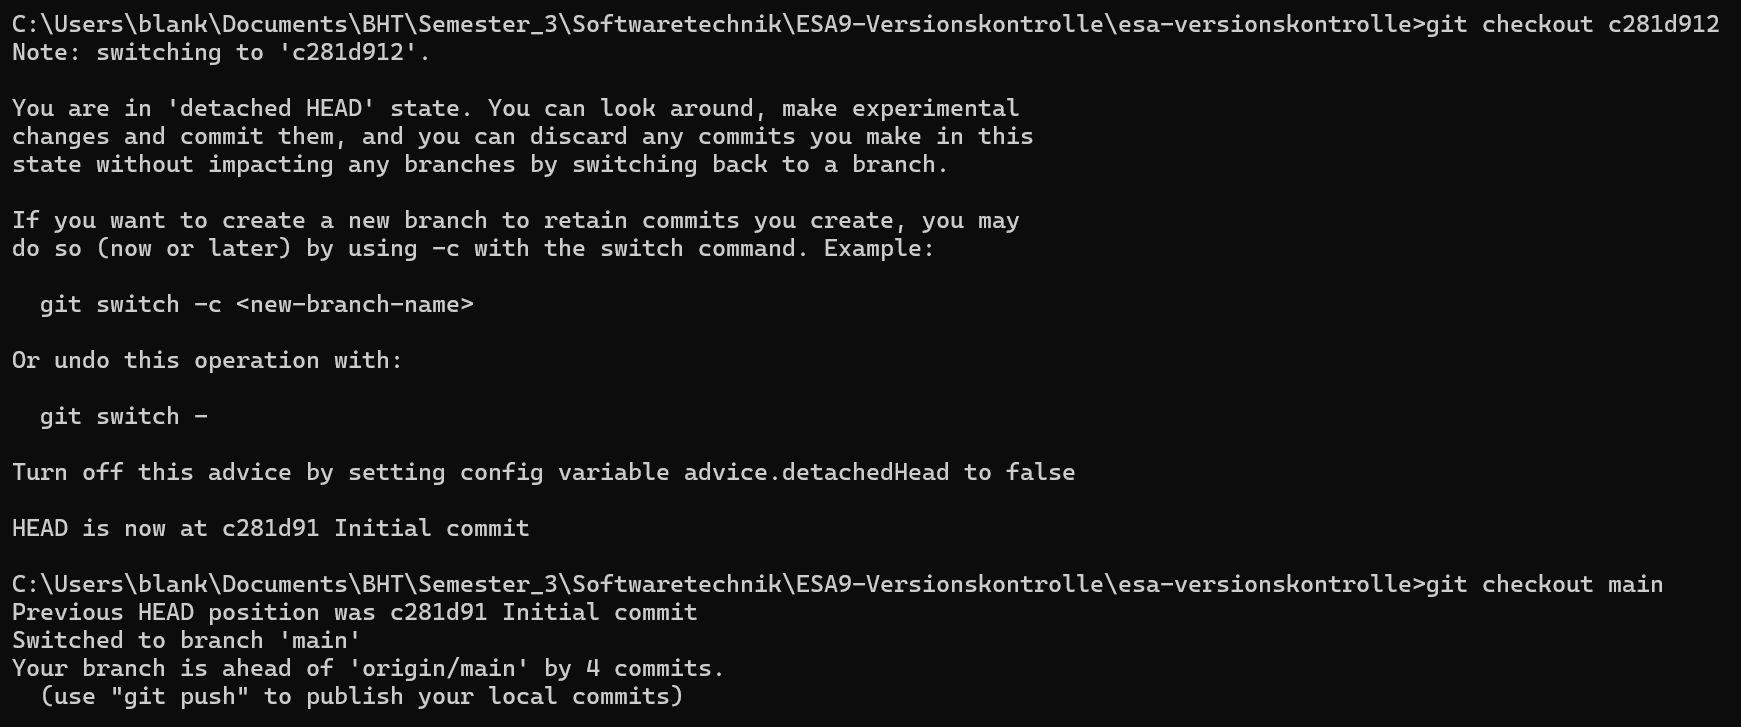 C:\Users\blank\Documents\BHT\Semester_3\Softwaretechnik\ESA9-Versionskontrolle\esa-versionskontrolle>git checkout c281d912
Note: switching to 'c281d912'.

You are in 'detached HEAD' state. You can look around, make experimental
changes and commit them, and you can discard any commits you make in this
state without impacting any branches by switching back to a branch.

If you want to create a new branch to retain commits you create, you may
do so (now or later) by using -c with the switch command. Example:

  git switch -c <new-branch-name>

Or undo this operation with:

  git switch -

Turn off this advice by setting config variable advice.detachedHead to false

HEAD is now at c281d91 Initial commit

C:\Users\blank\Documents\BHT\Semester_3\Softwaretechnik\ESA9-Versionskontrolle\esa-versionskontrolle>git checkout main
Previous HEAD position was c281d91 Initial commit
Switched to branch 'main'
Your branch is ahead of 'origin/main' by 4 commits.
  (use "git push" to publish your local commits)